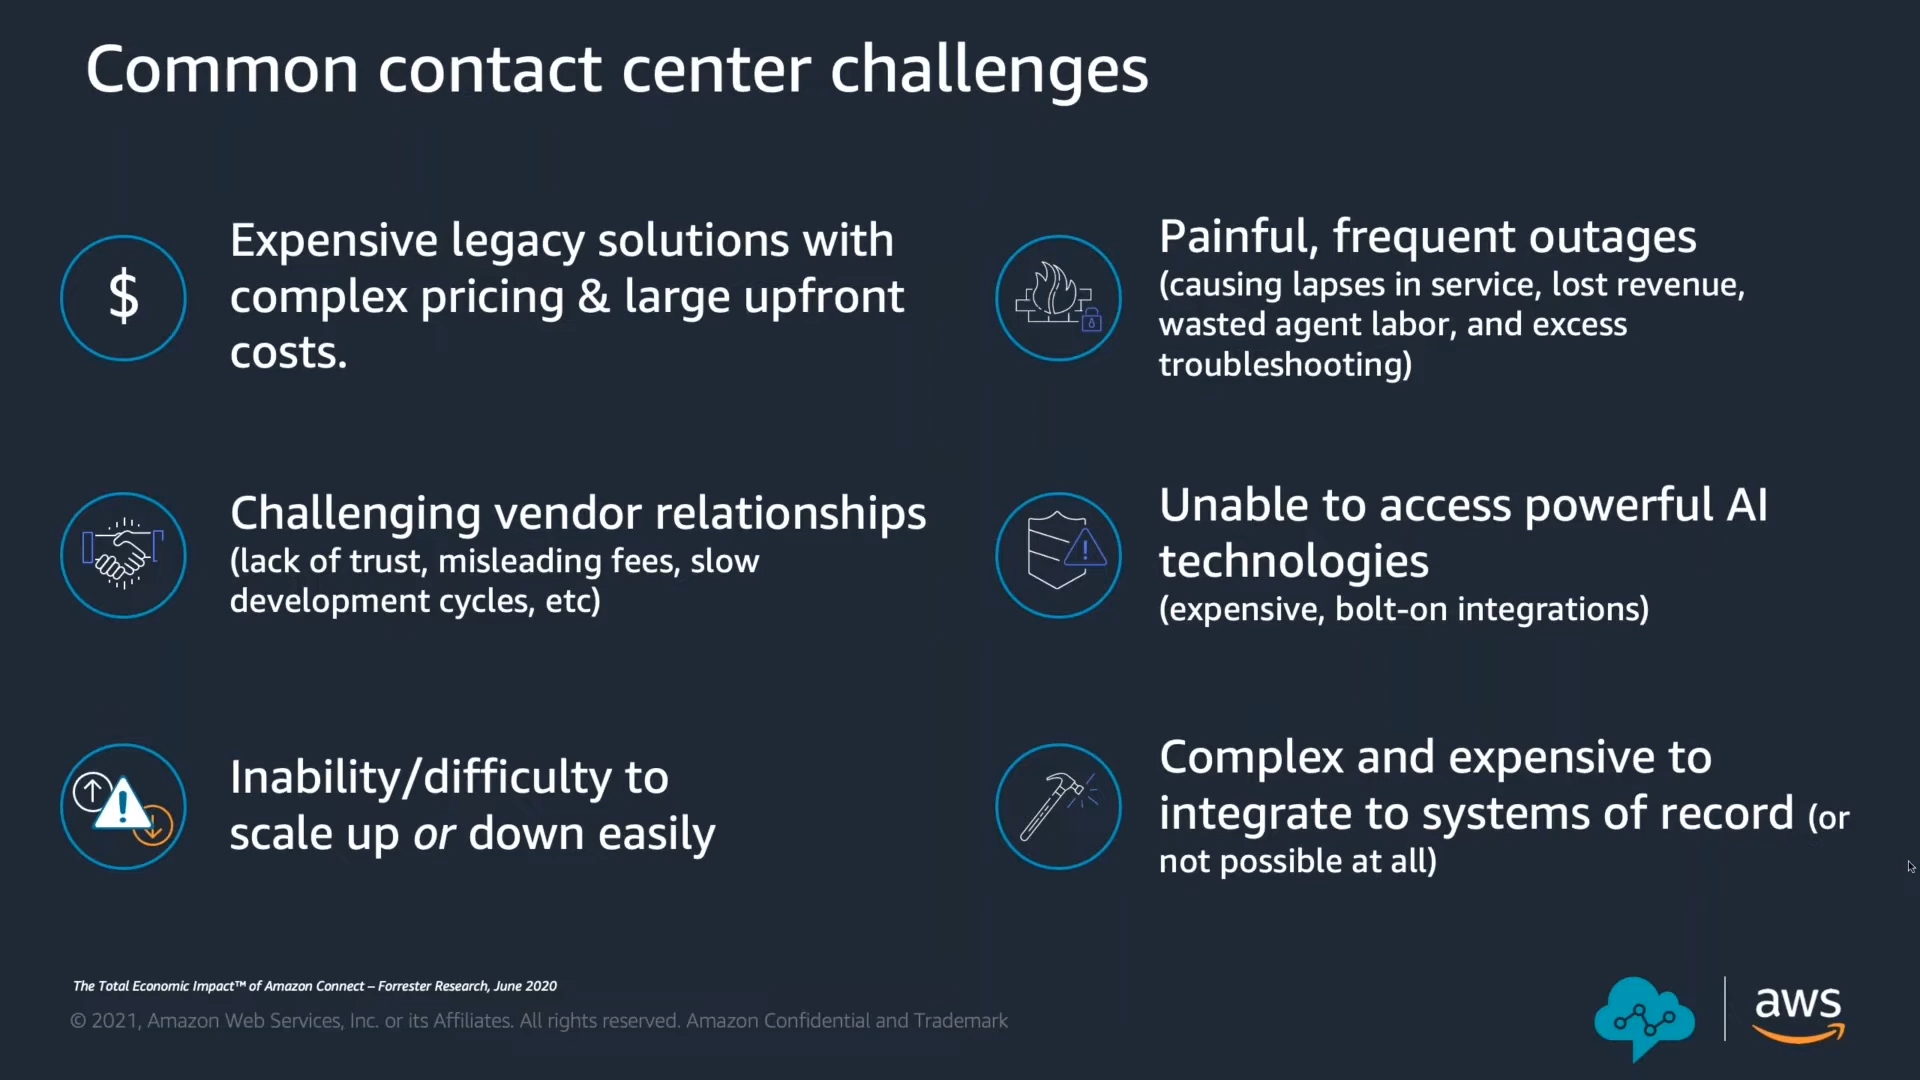 Common contact center challenges
$
Expensive legacy solutions with
complex pricing & large upfront
costs.
Painful, frequent outages
(causing lapses in service, lost revenue,
wasted agent labor, and excess
troubleshooting)
Challenging vendor relationships
(lack of trust, misleading fees, slow
development cycles, etc)
Unable to access powerful AI
technologies
(expensive, bolt-on integrations)
Inability/difficulty to
scale up or down easily
Complex and expensive to
integrate to systems of record (or
not possible at all)
The Total Economic Impact™ of Amazon Connect – Forrester Research, June 2020
© 2021, Amazon Web Services, Inc. or its Affiliates. All rights reserved. Amazon Confidential and Trademark
aws